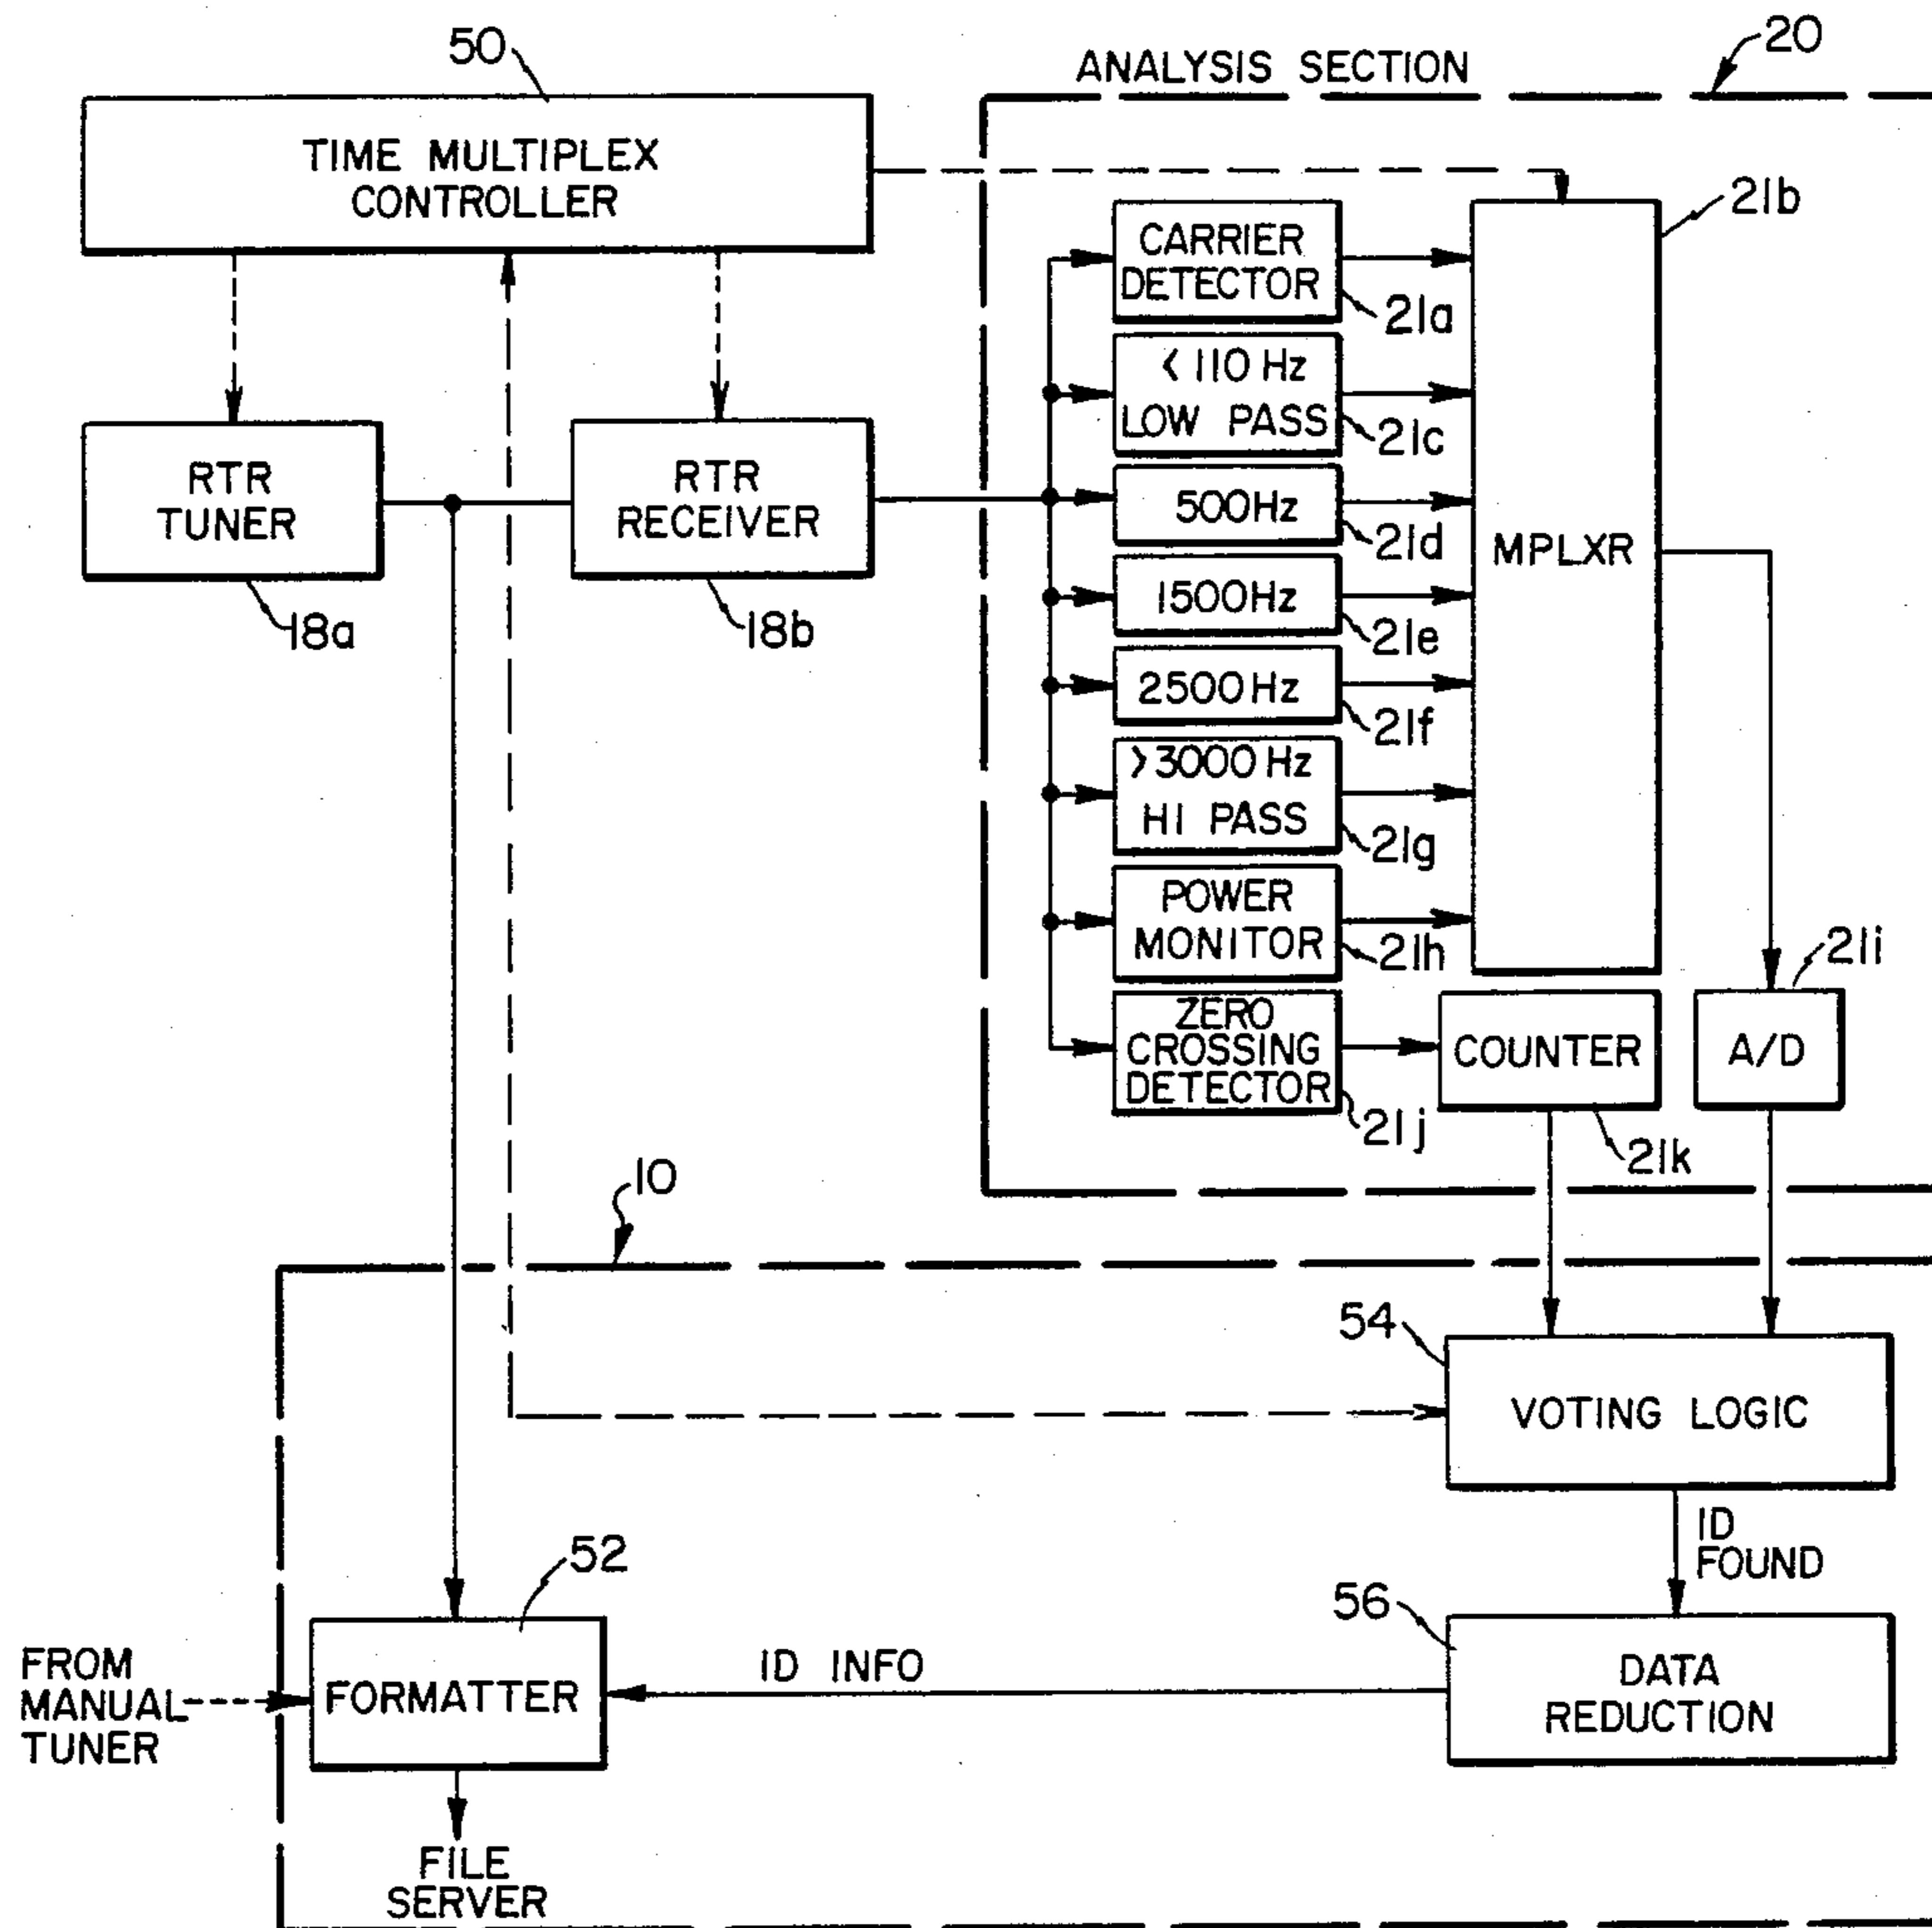 50
TIME MULTIPLEX
CONTROLLER
ANALYSIS SECTION
20
RTR
TUNER
18a
RTR
RECEIVER
18b
CARRIER
DETECTOR
21a
21b
< 110 Hz
LOW PASS
21c
500Hz
21d
1500Hz
21e
2500Hz
21f
>3000Hz
HI PASS
21g
POWER
MONITOR
21h
MPLXR
21i
ZERO
CROSSING
DETECTOR
21j
COUNTER
21k
A/D
10
54
VOTING LOGIC
ID
FOUND
52
56
FROM
MANUAL
TUNER
FORMATTER
ID INFO
DATA
REDUCTION
FILE
SERVER